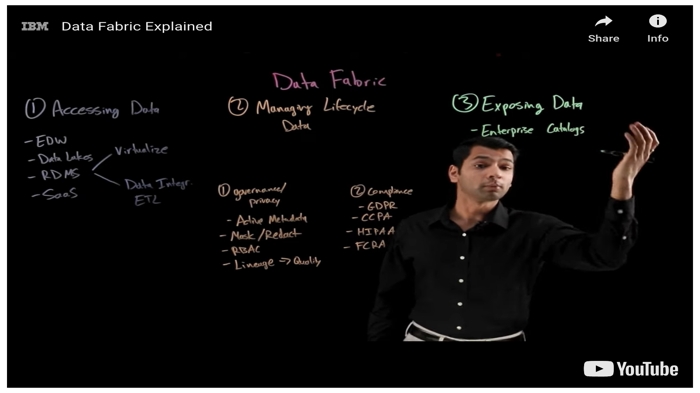 IBM
Data Fabric Explained
Share
Info
Data Fabric
① Accessing Data
- EDW
- Data Lakes
- RDMS
- SaaS
Virtualize
Data Integr.
ETL
② Managing Lifecycle
Data
① governance/
privacy
- Active Metadata
- Mask/Redact
- RBAC
- Lineage => Quality
② Compliance
- GDPR
- CCPA
- HIPAA
- FCRA
③ Exposing Data
- Enterprise Catalogs
YouTube